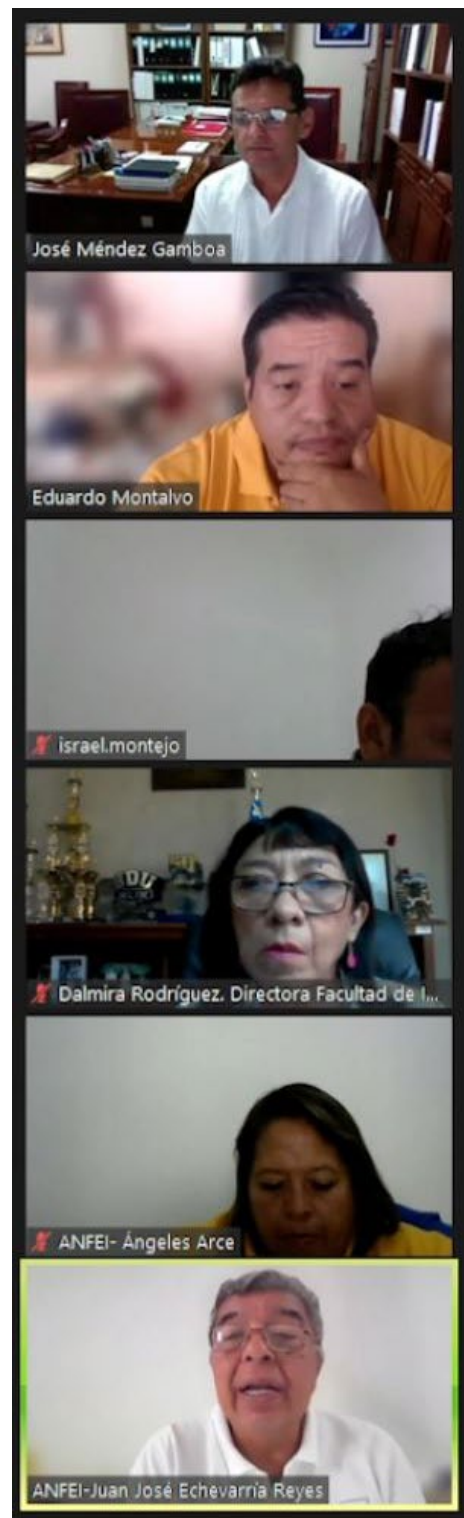 José Méndez Gamboa
Eduardo Montalvo
israel.montejo
Dalmira Rodríguez. Directora Facultad de I...
ANFEI- Ángeles Arce
ANFEI-Juan José Echevarría Reyes